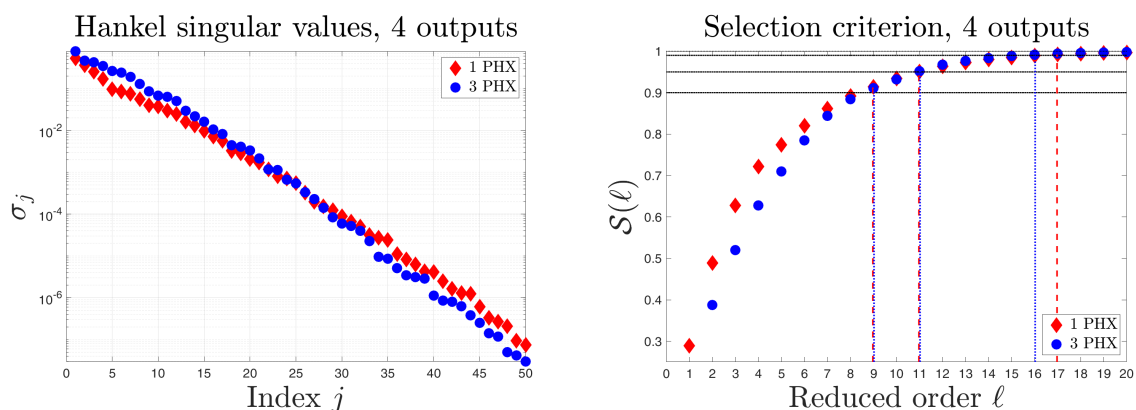 Hankel singular values, 4 outputs
1 PHX
3 PHX
10^-2
10^-4
10^-6
σ_j
0 5 10 15 20 25 30 35 40 45 50
Index j
Selection criterion, 4 outputs
1
0.9
0.8
0.7
0.6
0.5
0.4
0.3
S(ℓ)
1 PHX
3 PHX
0 1 2 3 4 5 6 7 8 9 10 11 12 13 14 15 16 17 18 19 20
Reduced order ℓ